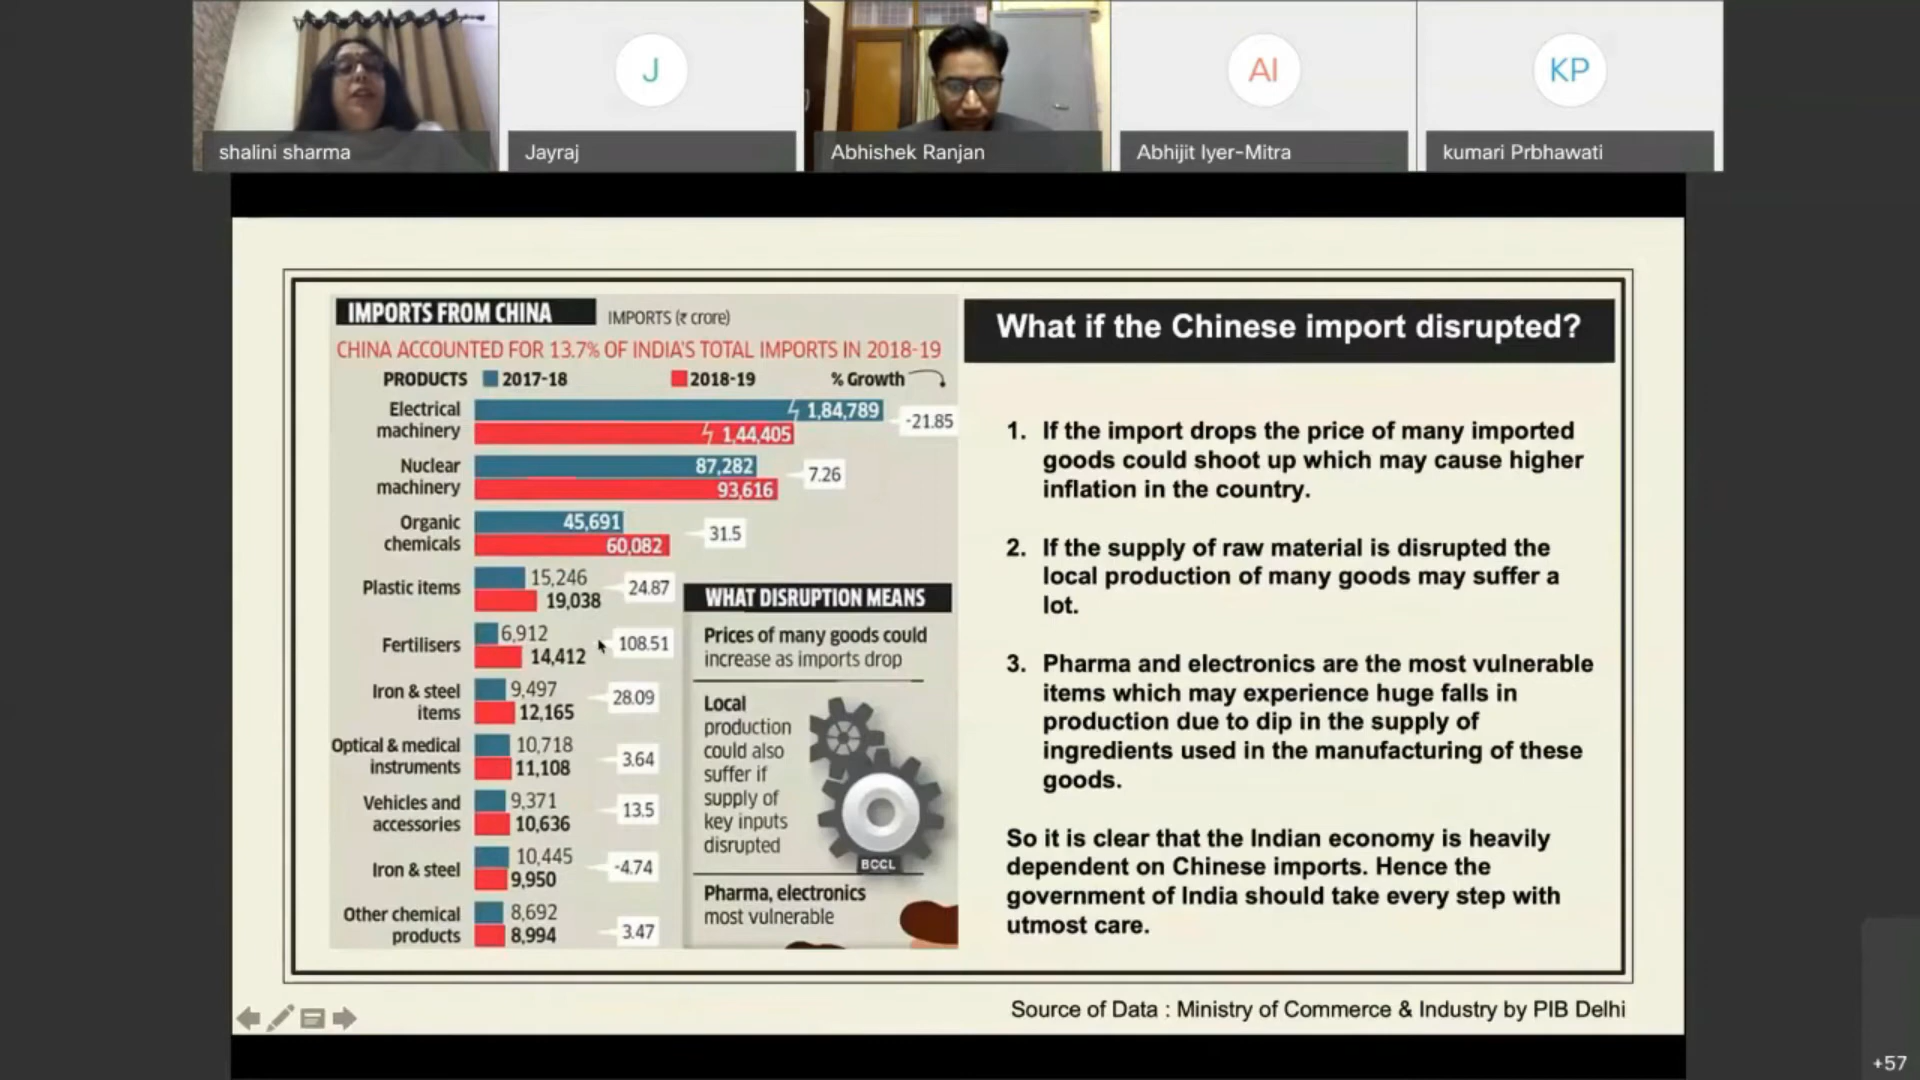 J
AI
KP
shalini sharma
Jayraj
Abhishek Ranjan
Abhijit Iyer-Mitra
kumari Prbhawati
IMPORTS FROM CHINA
IMPORTS (₹ crore)
CHINA ACCOUNTED FOR 13.7% OF INDIA'S TOTAL IMPORTS IN 2018-19
PRODUCTS 2017-18 2018-19 % Growth
Electrical
machinery
1,84,789
1,44,405
-21.85
Nuclear
machinery
87,282
93,616
7.26
Organic
chemicals
45,691
60,082
31.5
Plastic items
15,246
19,038
24.87
Fertilisers
6,912
14,412
108.51
Iron & steel
items
9,497
12,165
28.09
Optical & medical
instruments
10,718
11,108
3.64
Vehicles and
accessories
9,371
10,636
13.5
Iron & steel
10,445
9,950
-4.74
Other chemical
products
8,692
8,994
3.47
WHAT DISRUPTION MEANS
Prices of many goods could
increase as imports drop
Local
production
could also
suffer if
supply of
key inputs
disrupted
BCCL
Pharma, electronics
most vulnerable
What if the Chinese import disrupted?
1. If the import drops the price of many imported
goods could shoot up which may cause higher
inflation in the country.
2. If the supply of raw material is disrupted the
local production of many goods may suffer a
lot.
3. Pharma and electronics are the most vulnerable
items which may experience huge falls in
production due to dip in the supply of
ingredients used in the manufacturing of these
goods.
So it is clear that the Indian economy is heavily
dependent on Chinese imports. Hence the
government of India should take every step with
utmost care.
Source of Data : Ministry of Commerce & Industry by PIB Delhi
+57